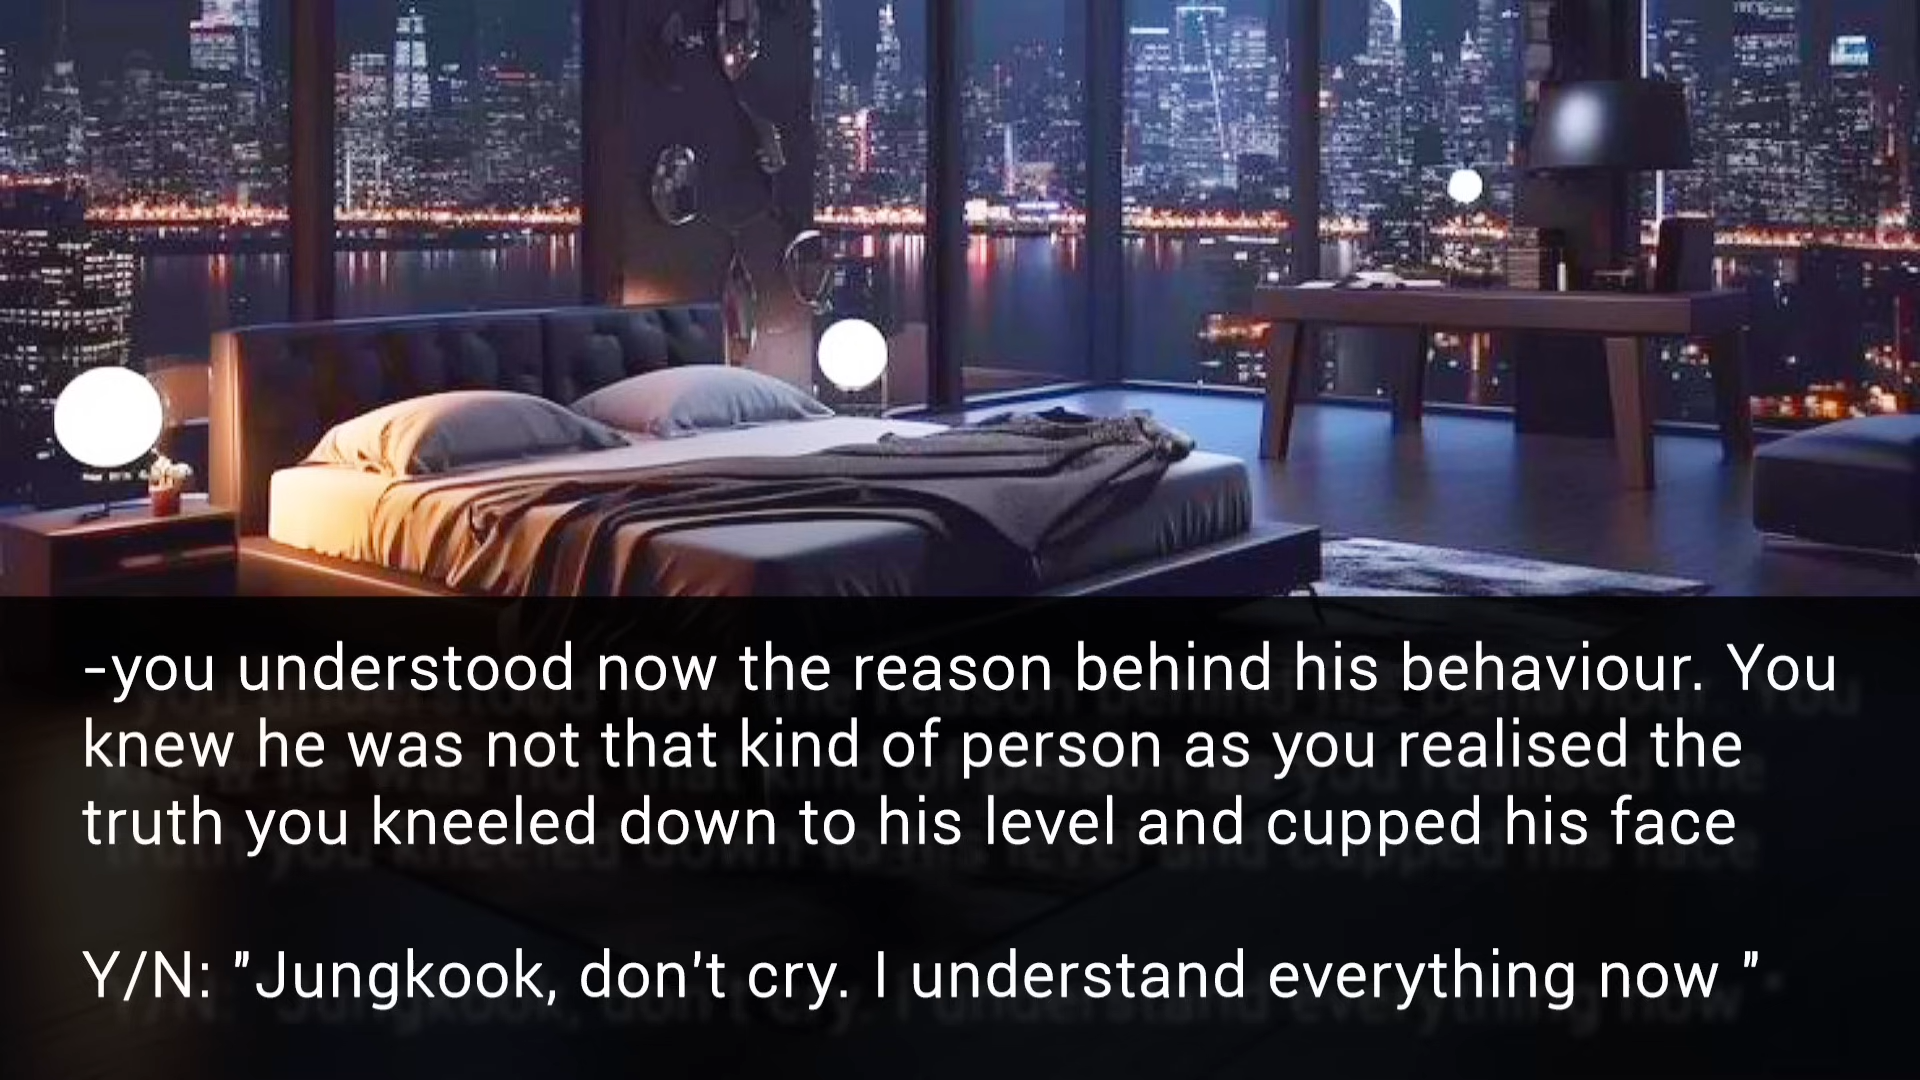 -you understood now the reason behind his behaviour. You
knew he was not that kind of person as you realised the
truth you kneeled down to his level and cupped his face
Y/N: "Jungkook, don't cry. I understand everything now "